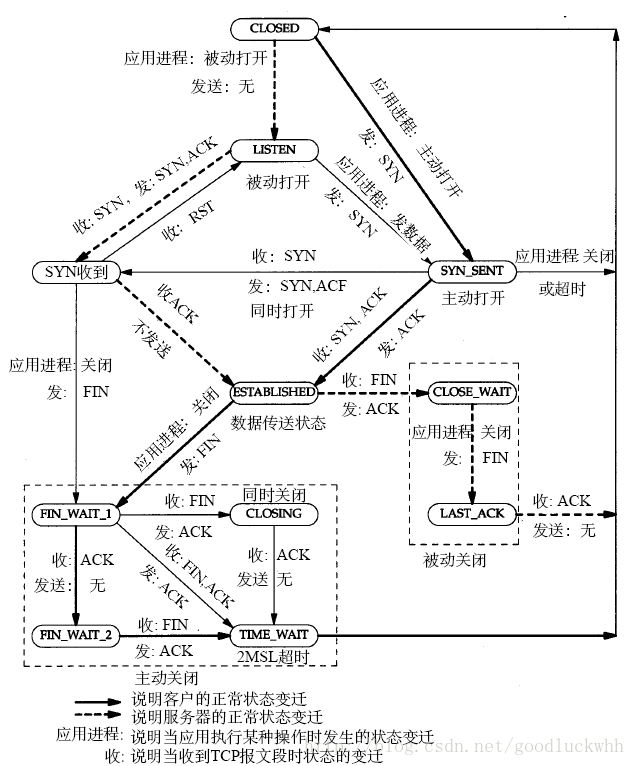 CLOSED
应用进程：被动打开
发送：无
应用进程：主动打开
发：SYN
LISTEN
被动打开
收: SYN，发: SYN,ACK
收: RST
应用进程：发数据
发：SYN
SYN收到
收：SYN
发：SYN,ACF
同时打开
SYN_SENT
主动打开
应用进程 关闭
或超时
收ACK
不发送
收: SYN, ACK
发: ACK
应用进程: 关闭
发: FIN
ESTABLISHED
数据传送状态
收: FIN
发: ACK
CLOSE_WAIT
应用进程 关闭
发: FIN
应用进程：关闭
发: FIN
LAST_ACK
收: ACK
发送: 无
被动关闭
FIN_WAIT_1
收: FIN
发: ACK
同时关闭
CLOSING
收: ACK
发送: 无
收: FIN,ACK
发: ACK
收: ACK
发送 无
FIN_WAIT_2
收: FIN
发: ACK
TIME_WAIT
2MSL超时
主动关闭
说明客户的正常状态变迁
说明服务器的正常状态变迁
应用进程: 说明当应用执行某种操作时发生的状态变迁
收: 说明当收到TCP报文段时状态的变迁
http://blog.csdn.net/goodluckwhh